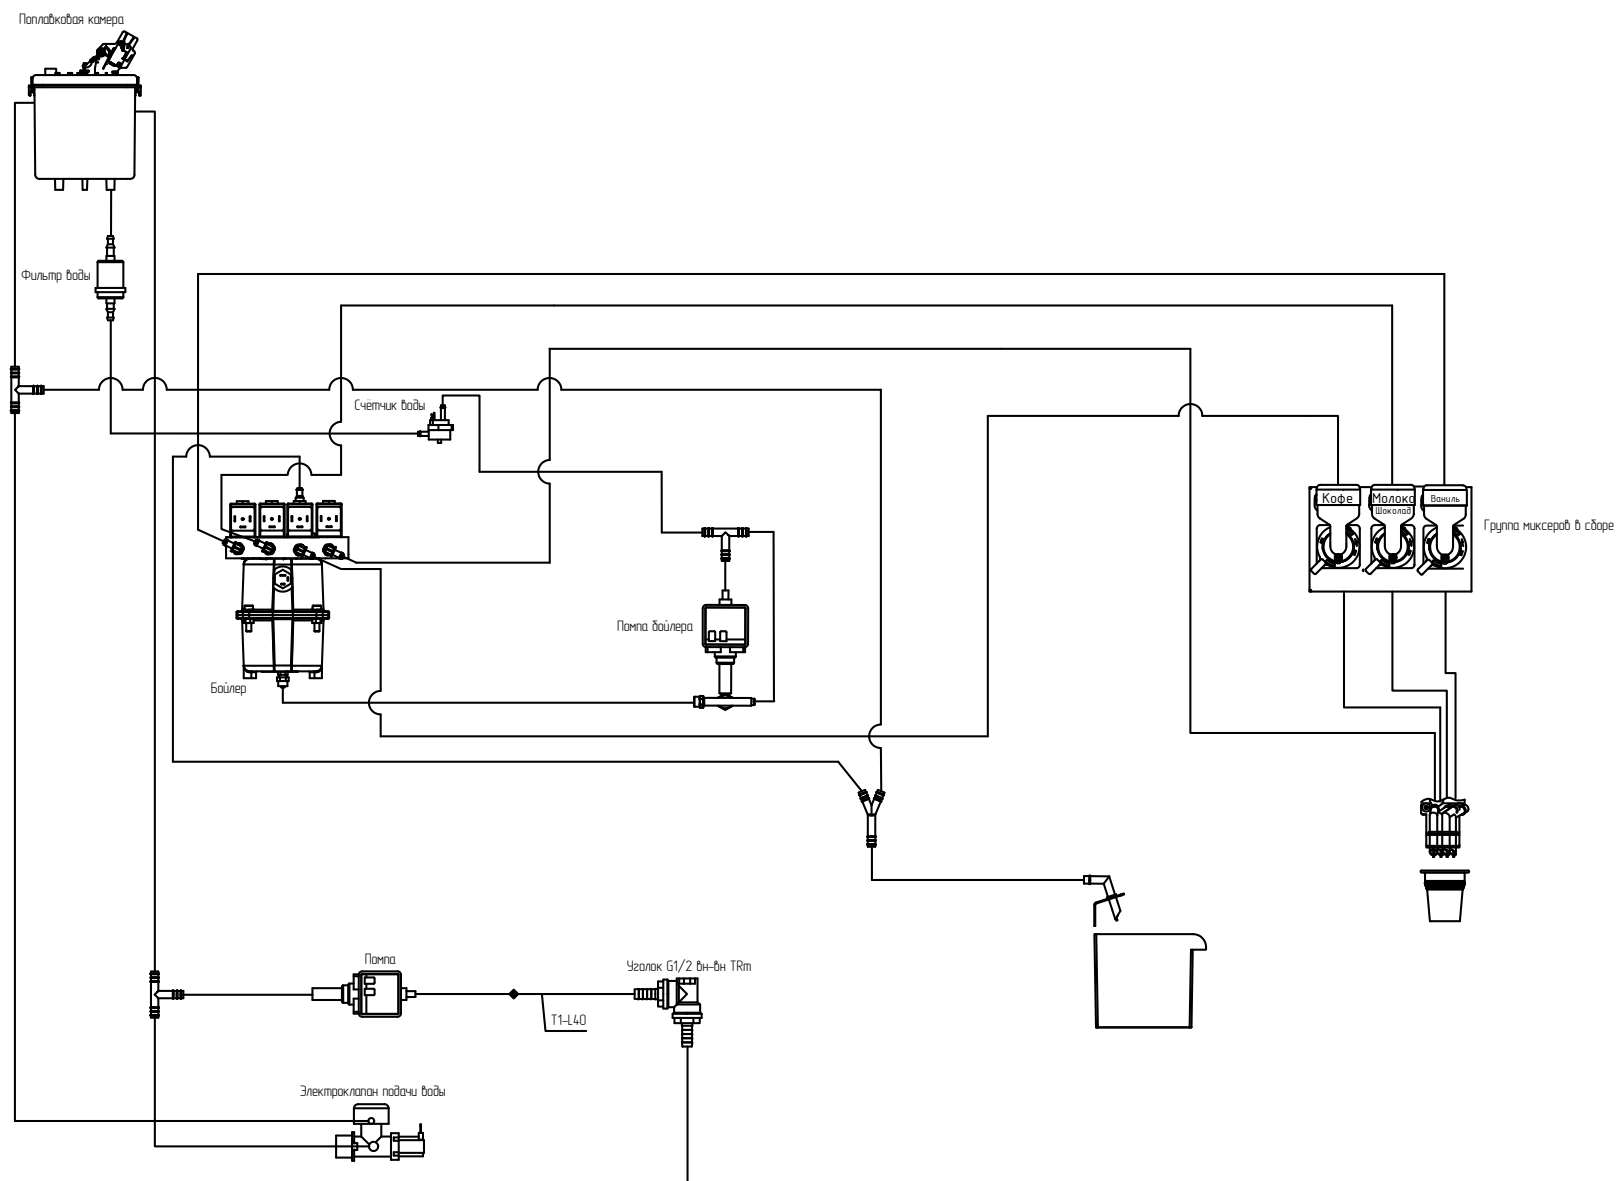 Поплавковая камера
Фильтр воды
Счётчик воды
Кофе
Молоко
Шоколад
Ваниль
Группа миксеров в сборе
Помпа бойлера
Бойлер
Помпа
Уголок G1/2 вн-вн TRm
T1-L40
Электроклапан подачи воды